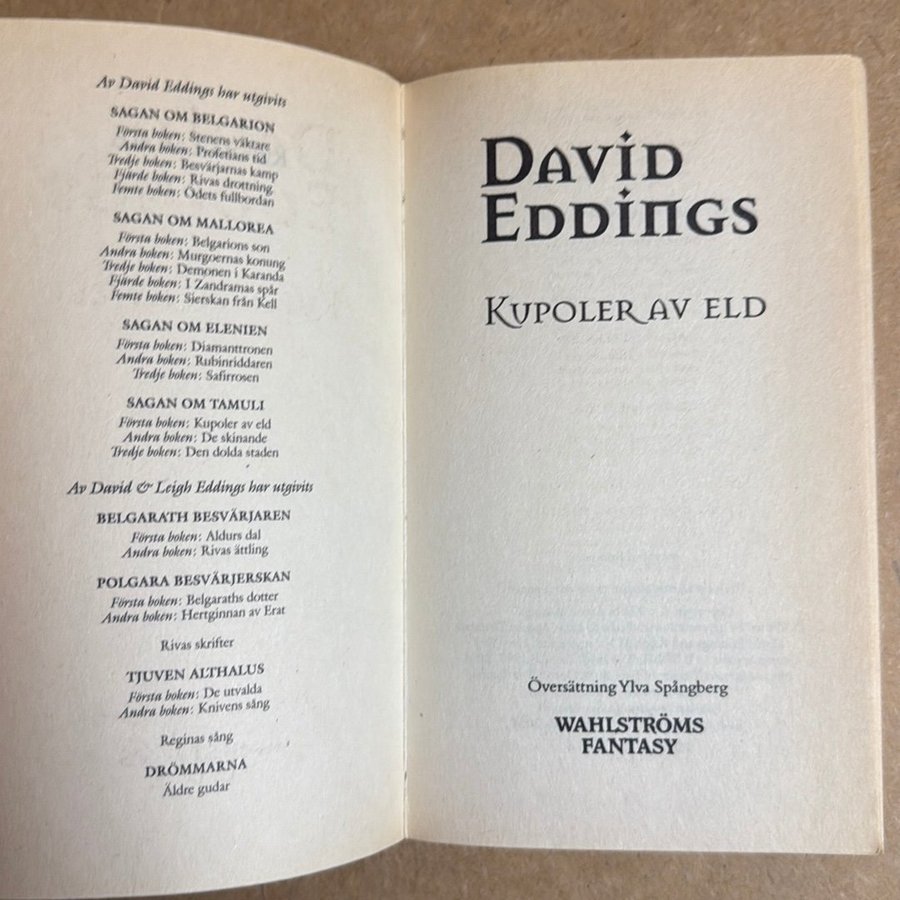 Av David Eddings har utgivits
SAGAN OM BELGARION
Första boken: Stenens väktare
Andra boken: Profetians tid
Tredje boken: Besvärjarnas kamp
Fjärde boken: Rivas drottning
Femte boken: Ödets fullbordan
SAGAN OM MALLOREA
Första boken: Belgarions son
Andra boken: Murgoernas konung
Tredje boken: Demonen i Karanda
Fjärde boken: I Zandramas spår
Femte boken: Sierskan från Kell
SAGAN OM ELENIEN
Första boken: Diamanttronen
Andra boken: Rubinriddaren
Tredje boken: Safirrosen
SAGAN OM TAMULI
Första boken: Kupoler av eld
Andra boken: De skinande
Tredje boken: Den dolda staden
Av David & Leigh Eddings har utgivits
BELGARATH BESVÄRJAREN
Första boken: Aldurs dal
Andra boken: Rivas ättling
POLGARA BESVÄRJERSKAN
Första boken: Belgaraths dotter
Andra boken: Hertginnan av Erat
Rivas skrifter
TJUVEN ALTHALUS
Första boken: De utvalda
Andra boken: Knivens sång
Reginas sång
DRÖMMARNA
Äldre gudar
DAVID
EDDINGS
KUPOLER AV ELD
Översättning Ylva Spångberg
WAHLSTRÖMS
FANTASY